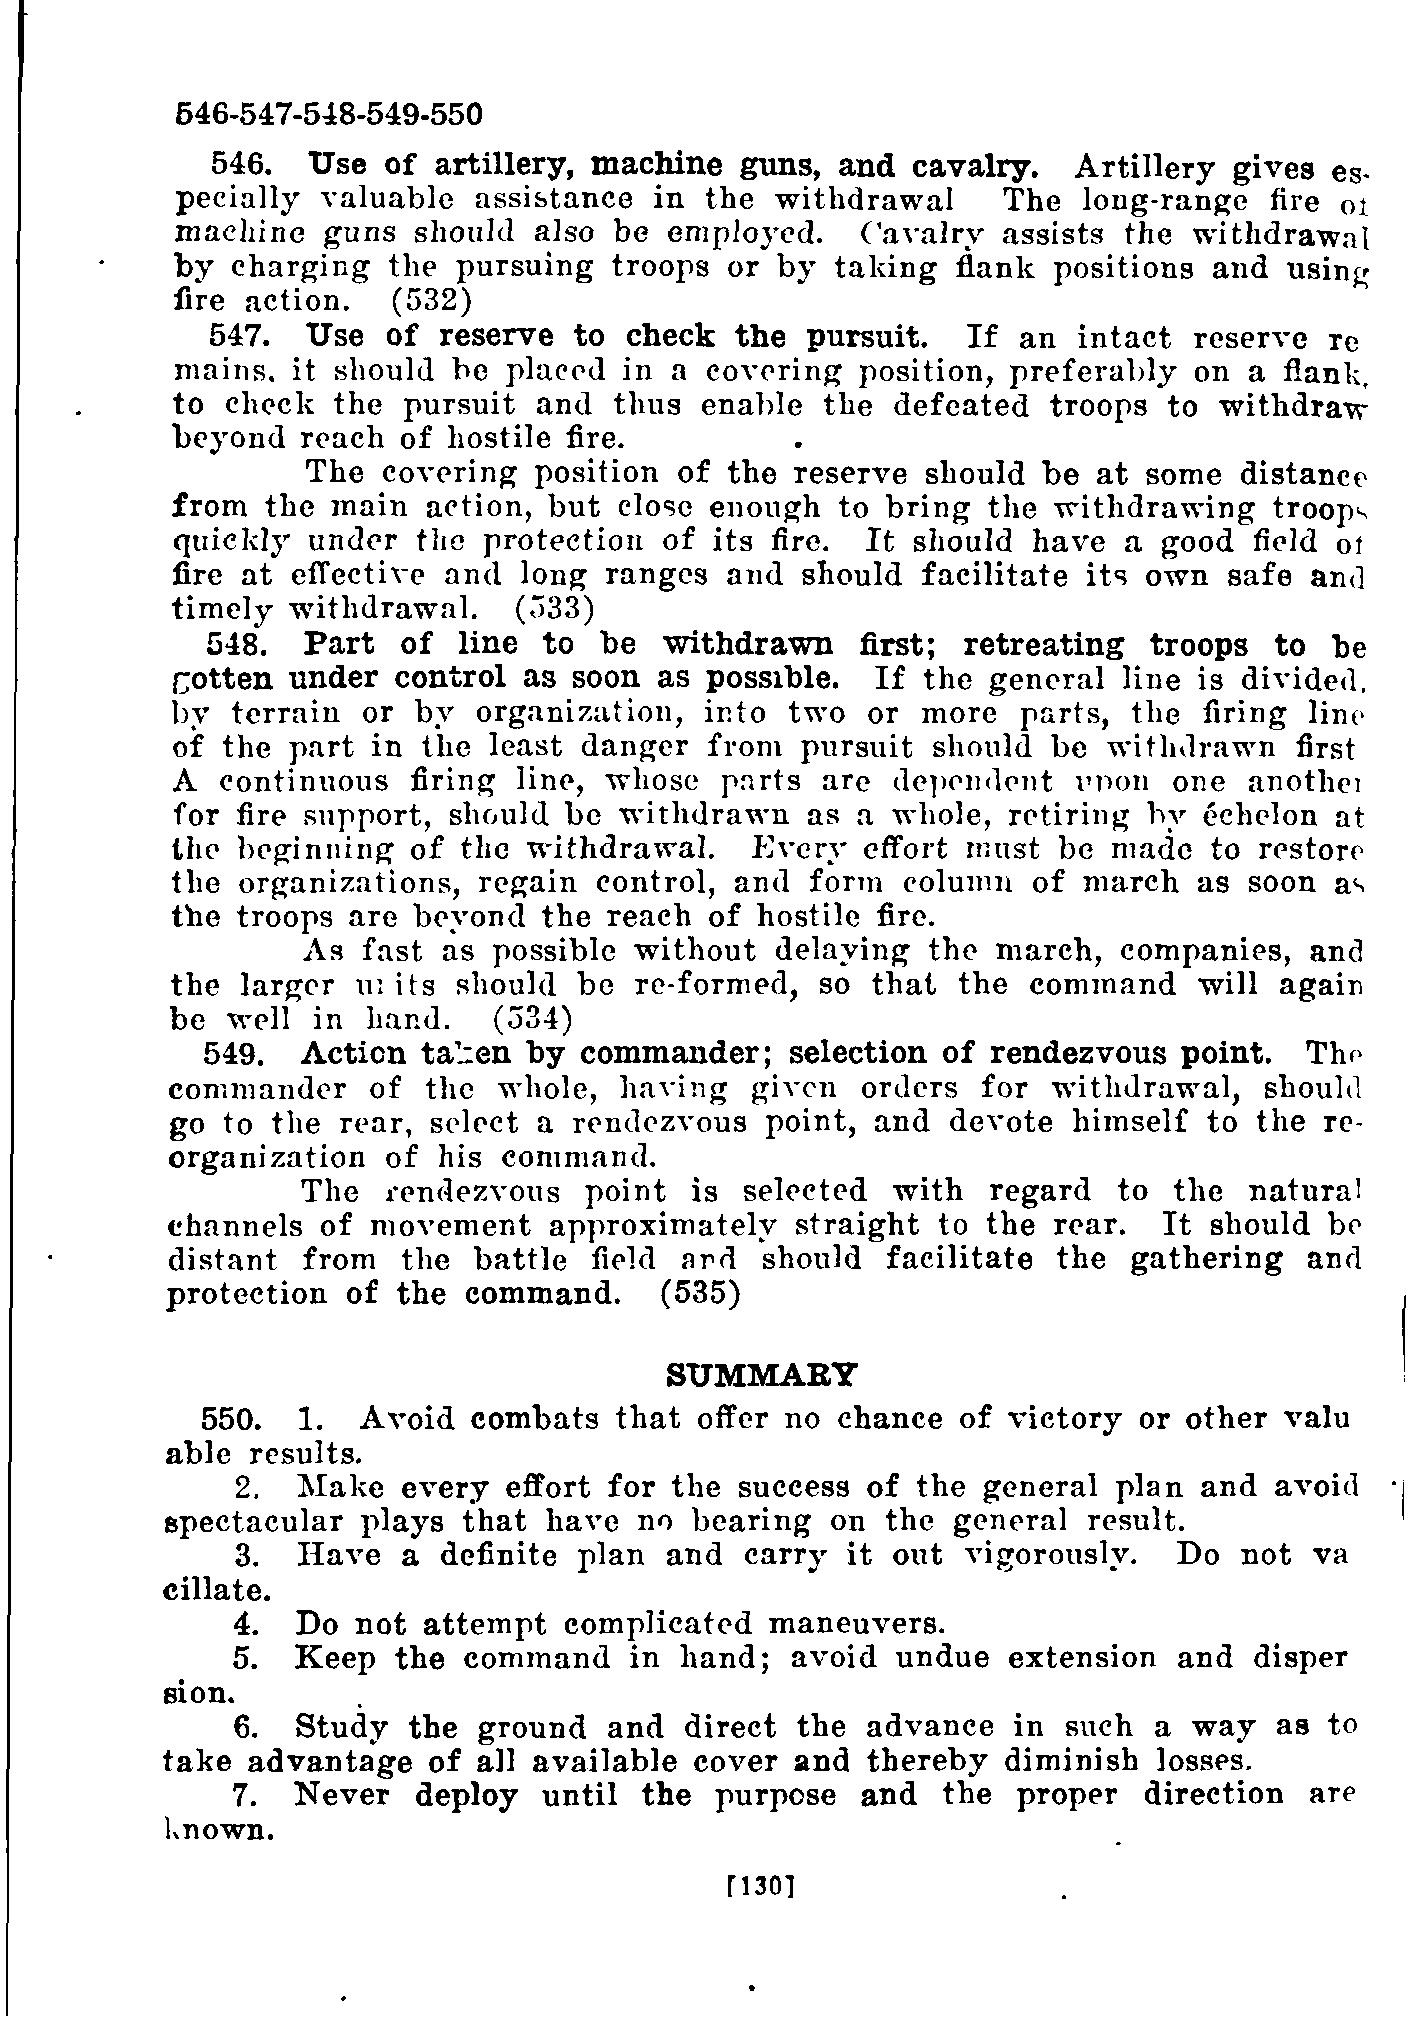 546-547-548-549-550
546. Use of artillery, machine guns, and cavalry. Artillery gives es-
pecially valuable assistance in the withdrawal The long-range fire of
machine guns should also be employed. Cavalry assists the withdrawal
by charging the pursuing troops or by taking flank positions and using
fire action. (532)
547. Use of reserve to check the pursuit. If an intact reserve re
mains. it should be placed in a covering position, preferably on a flank,
to check the pursuit and thus enable the defeated troops to withdraw
beyond reach of hostile fire.
The covering position of the reserve should be at some distance
from the main action, but close enough to bring the withdrawing troops
quickly under the protection of its fire. It should have a good field of
fire at effective and long ranges and should facilitate its own safe and
timely withdrawal. (533)
548. Part of line to be withdrawn first; retreating troops to be
gotten under control as soon as possible. If the general line is divided,
by terrain or by organization, into two or more parts, the firing line
of the part in the least danger from pursuit should be withdrawn first
A continuous firing line, whose parts are dependent upon one another
for fire support, should be withdrawn as a whole, retiring by échelon at
the beginning of the withdrawal. Every effort must be made to restore
the organizations, regain control, and form column of march as soon as
the troops are beyond the reach of hostile fire.
As fast as possible without delaying the march, companies, and
the larger units should be re-formed, so that the command will again
be well in hand. (534)
549. Action taken by commander; selection of rendezvous point. The
commander of the whole, having given orders for withdrawal, should
go to the rear, select a rendezvous point, and devote himself to the re-
organization of his command.
The rendezvous point is selected with regard to the natural
channels of movement approximately straight to the rear. It should be
distant from the battle field and should facilitate the gathering and
protection of the command. (535)
SUMMARY
550. 1. Avoid combats that offer no chance of victory or other valu
able results.
2. Make every effort for the success of the general plan and avoid
spectacular plays that have no bearing on the general result.
3. Have a definite plan and carry it out vigorously. Do not va
cillate.
4. Do not attempt complicated maneuvers.
5. Keep the command in hand; avoid undue extension and disper
sion.
6. Study the ground and direct the advance in such a way as to
take advantage of all available cover and thereby diminish losses.
7. Never deploy until the purpose and the proper direction are
known.
[130]